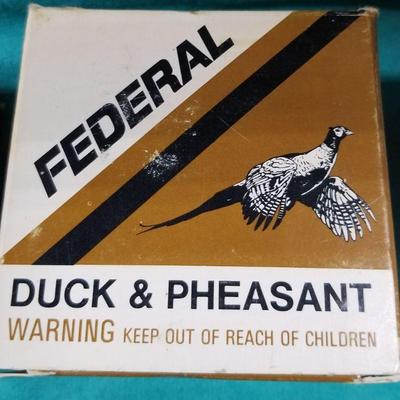 FEDERAL
DUCK & PHEASANT
WARNING KEEP OUT OF REACH OF CHILDREN